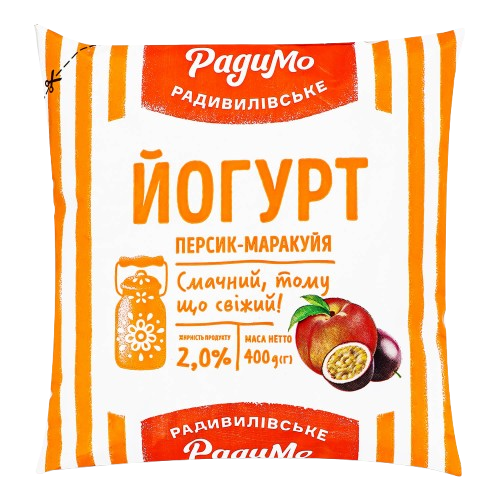 РадиМо
РАДИВИЛІВСЬКЕ
ЙОГУРТ
ПЕРСИК-МАРАКУЙЯ
Смачний, тому
що свіжий!
ЖИРНІСТЬ ПРОДУКТУ
2,0%
МАСА НЕТТО
400g(г)
РАДИВИЛІВСЬКЕ
РадиМо